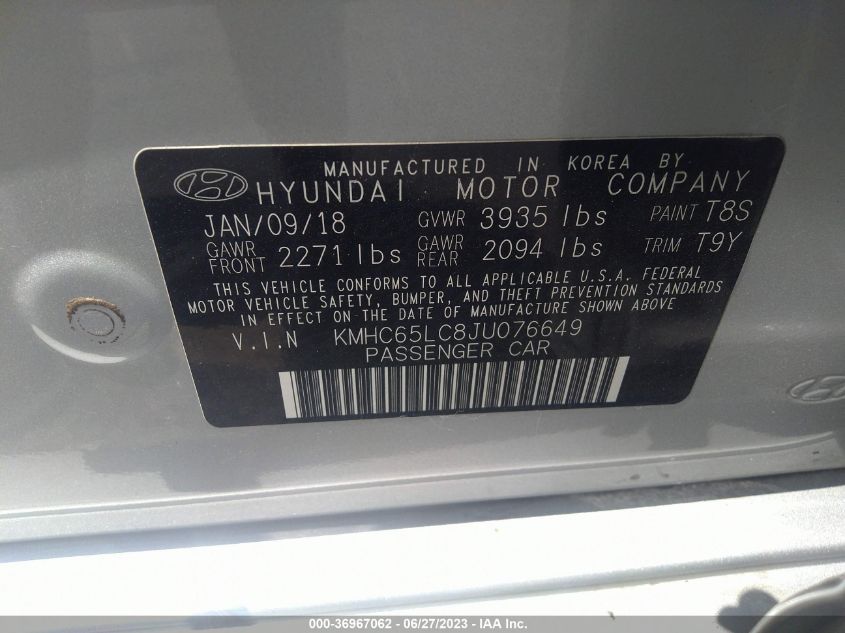 MANUFACTURED IN KOREA BY
HYUNDAI MOTOR COMPANY
JAN/09/18 GVWR 3935 lbs PAINT T8S
GAWR FRONT 2271 lbs GAWR REAR 2094 lbs TRIM T9Y
THIS VEHICLE CONFORMS TO ALL APPLICABLE U.S.A. FEDERAL
MOTOR VEHICLE SAFETY, BUMPER, AND THEFT PREVENTION STANDARDS
IN EFFECT ON THE DATE OF MANUFACTURE SHOWN ABOVE
V.I.N KMHC65LC8JU076649
PASSENGER CAR
000-36967062 - 06/27/2023 - IAA Inc.